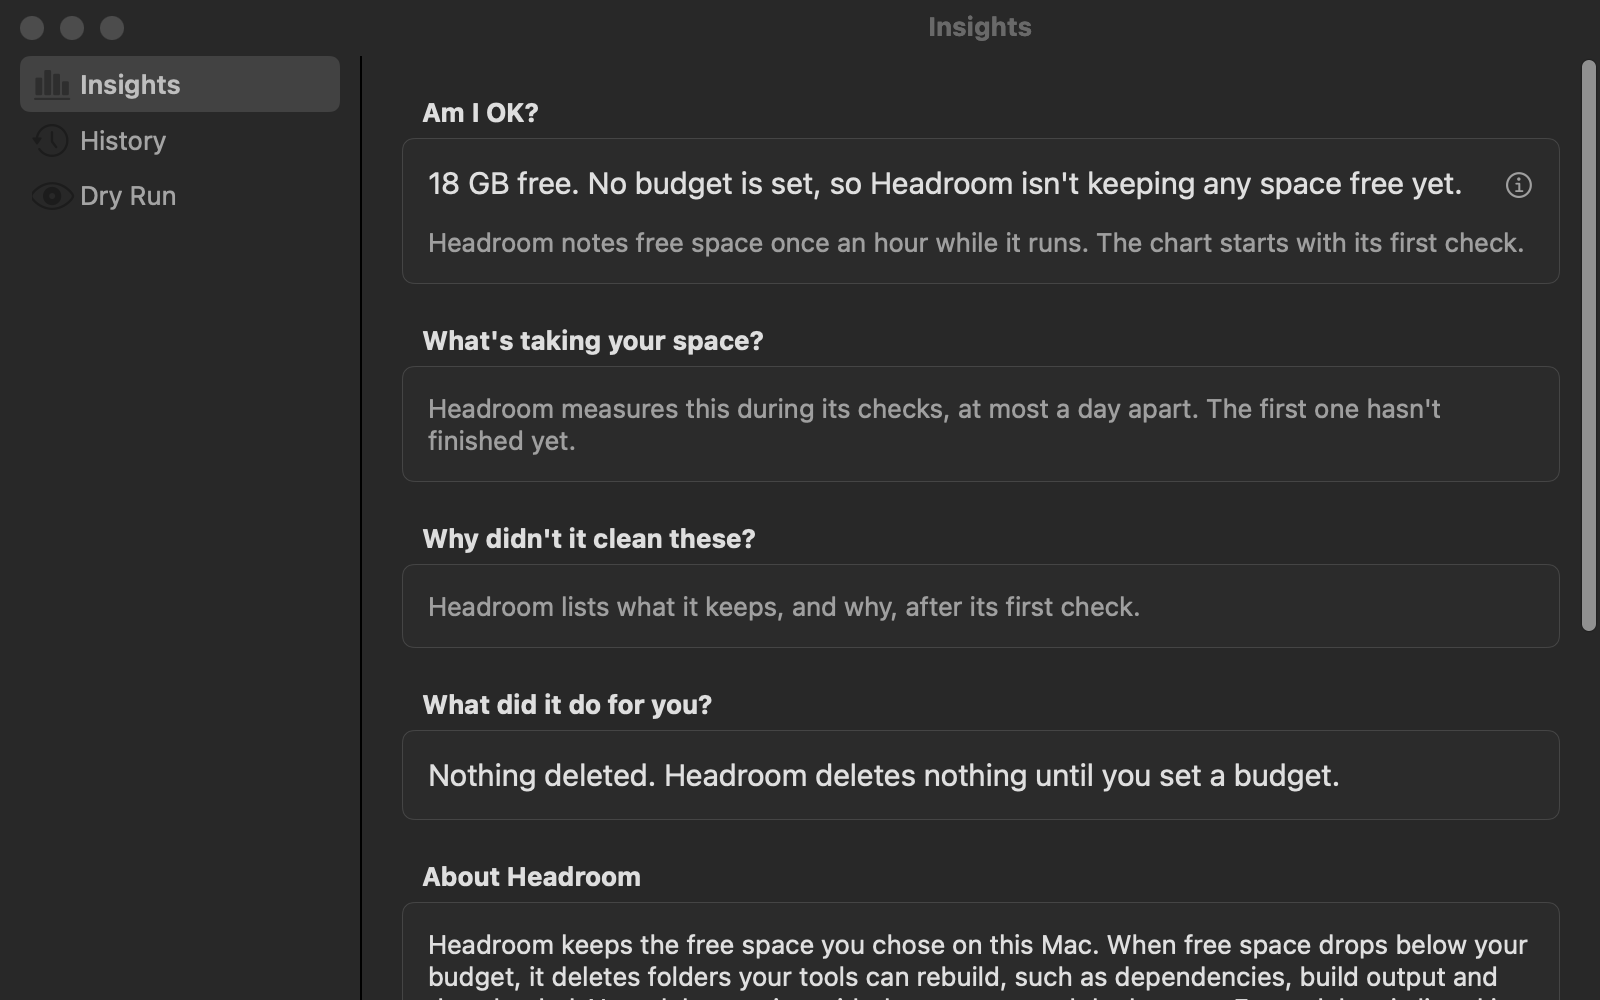 Insights
Insights
History
Dry Run
Am I OK?
18 GB free. No budget is set, so Headroom isn't keeping any space free yet.
Headroom notes free space once an hour while it runs. The chart starts with its first check.
What's taking your space?
Headroom measures this during its checks, at most a day apart. The first one hasn't
finished yet.
Why didn't it clean these?
Headroom lists what it keeps, and why, after its first check.
What did it do for you?
Nothing deleted. Headroom deletes nothing until you set a budget.
About Headroom
Headroom keeps the free space you chose on this Mac. When free space drops below your
budget, it deletes folders your tools can rebuild, such as dependencies, build output and